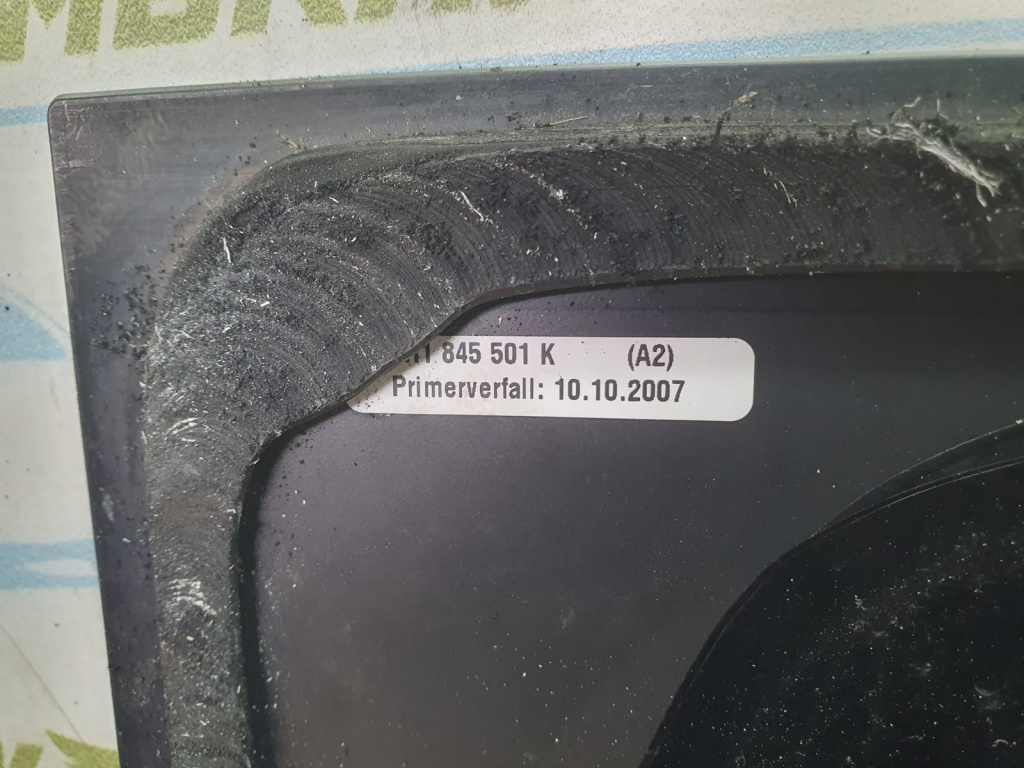 845 501 K (A2)
Primerverfall: 10.10.2007